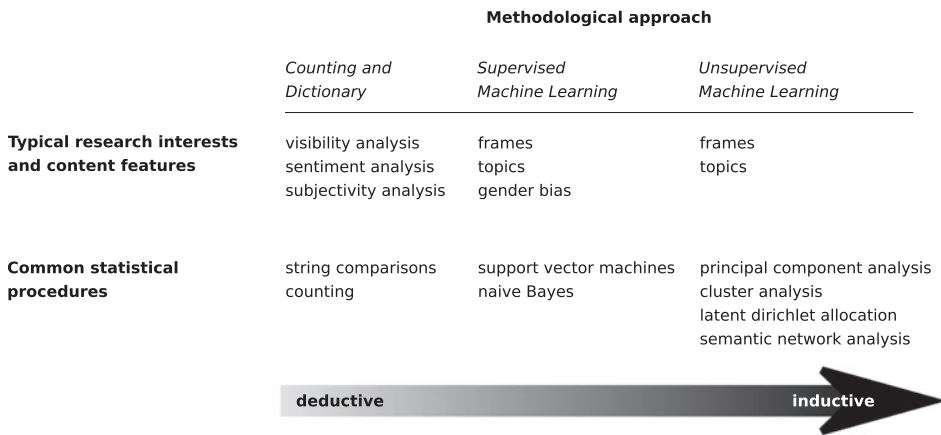 Methodological approach
Counting and Dictionary
Supervised Machine Learning
Unsupervised Machine Learning
Typical research interests and content features
visibility analysis
sentiment analysis
subjectivity analysis
frames
topics
gender bias
frames
topics
Common statistical procedures
string comparisons
counting
support vector machines
naive Bayes
principal component analysis
cluster analysis
latent dirichlet allocation
semantic network analysis
deductive
inductive